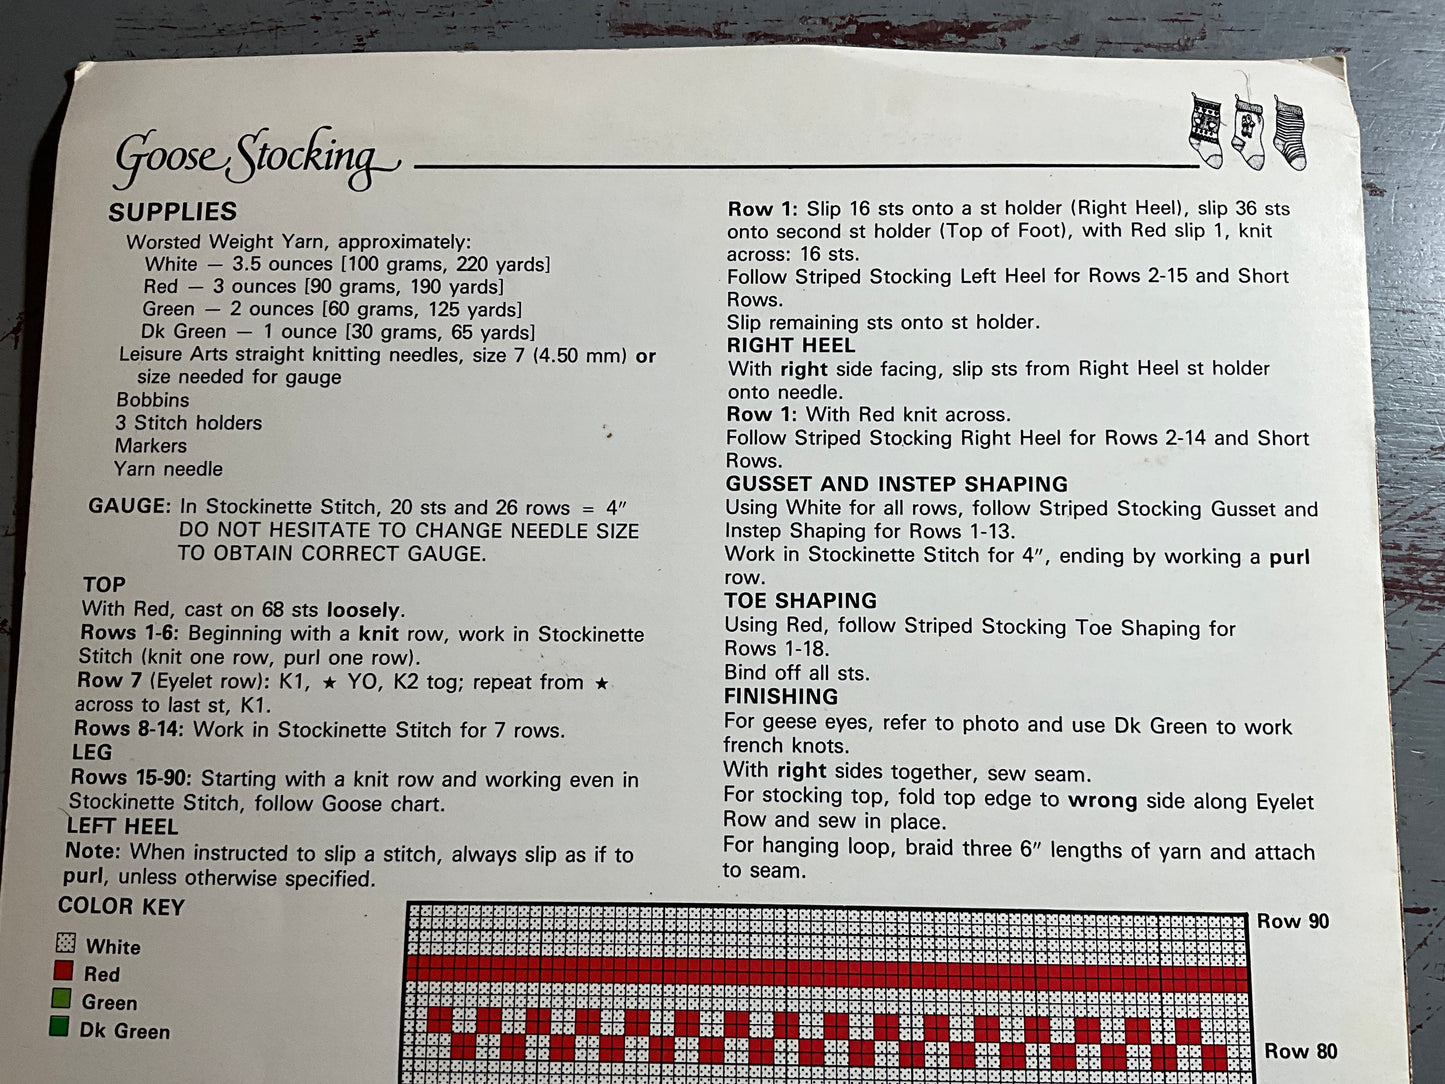 Goose Stocking
SUPPLIES
Worsted Weight Yarn, approximately:
White — 3.5 ounces [100 grams, 220 yards]
Red — 3 ounces [90 grams, 190 yards]
Green — 2 ounces [60 grams, 125 yards]
Dk Green — 1 ounce [30 grams, 65 yards]
Leisure Arts straight knitting needles, size 7 (4.50 mm) or
size needed for gauge
Bobbins
3 Stitch holders
Markers
Yarn needle
GAUGE: In Stockinette Stitch, 20 sts and 26 rows = 4″
DO NOT HESITATE TO CHANGE NEEDLE SIZE
TO OBTAIN CORRECT GAUGE.
TOP
With Red, cast on 68 sts loosely.
Rows 1-6: Beginning with a knit row, work in Stockinette
Stitch (knit one row, purl one row).
Row 7 (Eyelet row): K1, ★ YO, K2 tog; repeat from ★
across to last st, K1.
Rows 8-14: Work in Stockinette Stitch for 7 rows.
LEG
Rows 15-90: Starting with a knit row and working even in
Stockinette Stitch, follow Goose chart.
LEFT HEEL
Note: When instructed to slip a stitch, always slip as if to
purl, unless otherwise specified.
Row 1: Slip 16 sts onto a st holder (Right Heel), slip 36 sts
onto second st holder (Top of Foot), with Red slip 1, knit
across: 16 sts.
Follow Striped Stocking Left Heel for Rows 2-15 and Short
Rows.
Slip remaining sts onto st holder.
RIGHT HEEL
With right side facing, slip sts from Right Heel st holder
onto needle.
Row 1: With Red knit across.
Follow Striped Stocking Right Heel for Rows 2-14 and Short
Rows.
GUSSET AND INSTEP SHAPING
Using White for all rows, follow Striped Stocking Gusset and
Instep Shaping for Rows 1-13.
Work in Stockinette Stitch for 4″, ending by working a purl
row.
TOE SHAPING
Using Red, follow Striped Stocking Toe Shaping for
Rows 1-18.
Bind off all sts.
FINISHING
For geese eyes, refer to photo and use Dk Green to work
french knots.
With right sides together, sew seam.
For stocking top, fold top edge to wrong side along Eyelet
Row and sew in place.
For hanging loop, braid three 6″ lengths of yarn and attach
to seam.
COLOR KEY
White
Red
Green
Dk Green
Row 90
Row 80